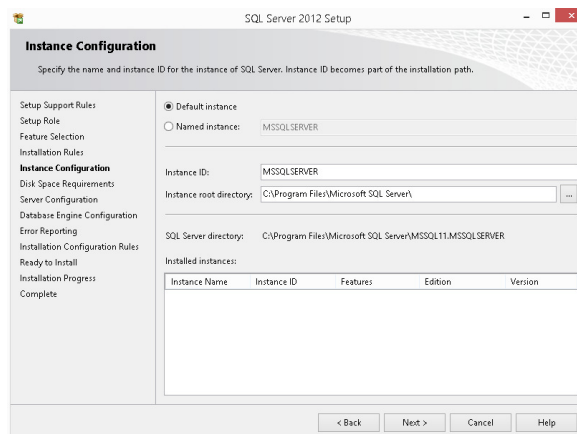 SQL Server 2012 Setup
Instance Configuration
Specify the name and instance ID for the instance of SQL Server. Instance ID becomes part of the installation path.
Setup Support Rules
Setup Role
Feature Selection
Installation Rules
Instance Configuration
Disk Space Requirements
Server Configuration
Database Engine Configuration
Error Reporting
Installation Configuration Rules
Ready to Install
Installation Progress
Complete
Default instance
Named instance: MSSQLSERVER
Instance ID: MSSQLSERVER
Instance root directory: C:\Program Files\Microsoft SQL Server\ ...
SQL Server directory: C:\Program Files\Microsoft SQL Server\MSSQL11.MSSQLSERVER
Installed instances:
Instance Name Instance ID Features Edition Version
< Back Next > Cancel Help